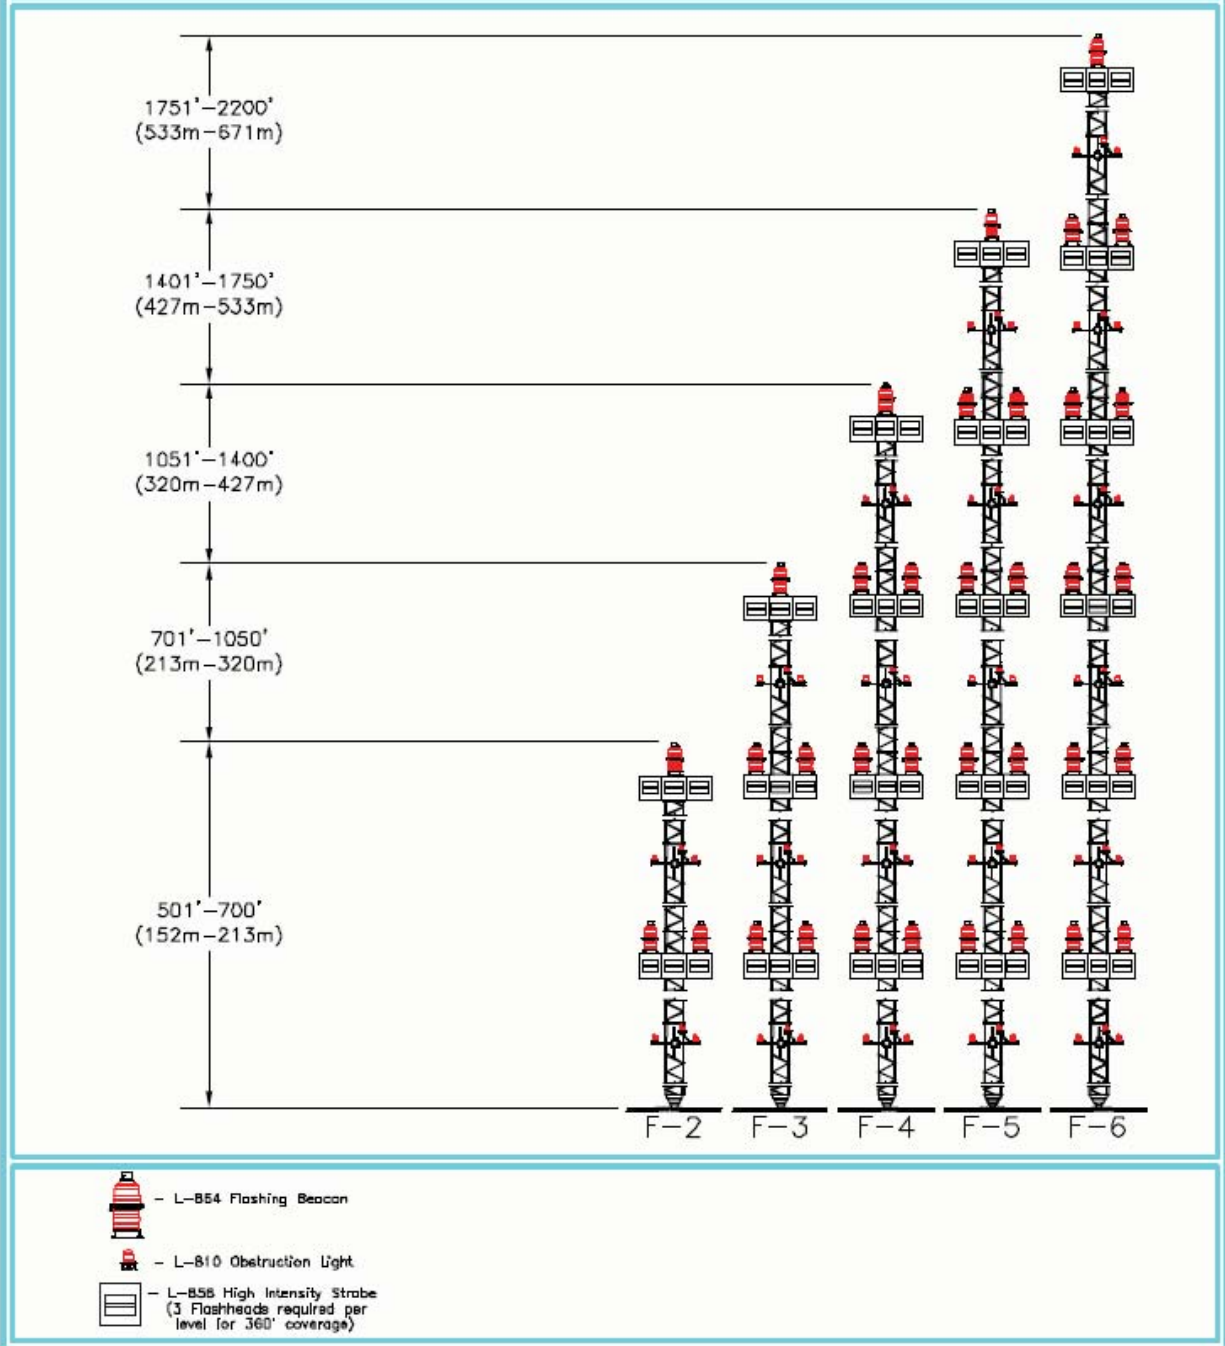 1751'-2200'
(533m-671m)
1401'-1750'
(427m-533m)
1051'-1400'
(320m-427m)
701'-1050'
(213m-320m)
501'-700'
(152m-213m)
F-2 F-3 F-4 F-5 F-6
- L-864 Flashing Beacon
- L-810 Obstruction Light
- L-856 High Intensity Strobe
(3 Flashheads required per
level for 360° coverage)